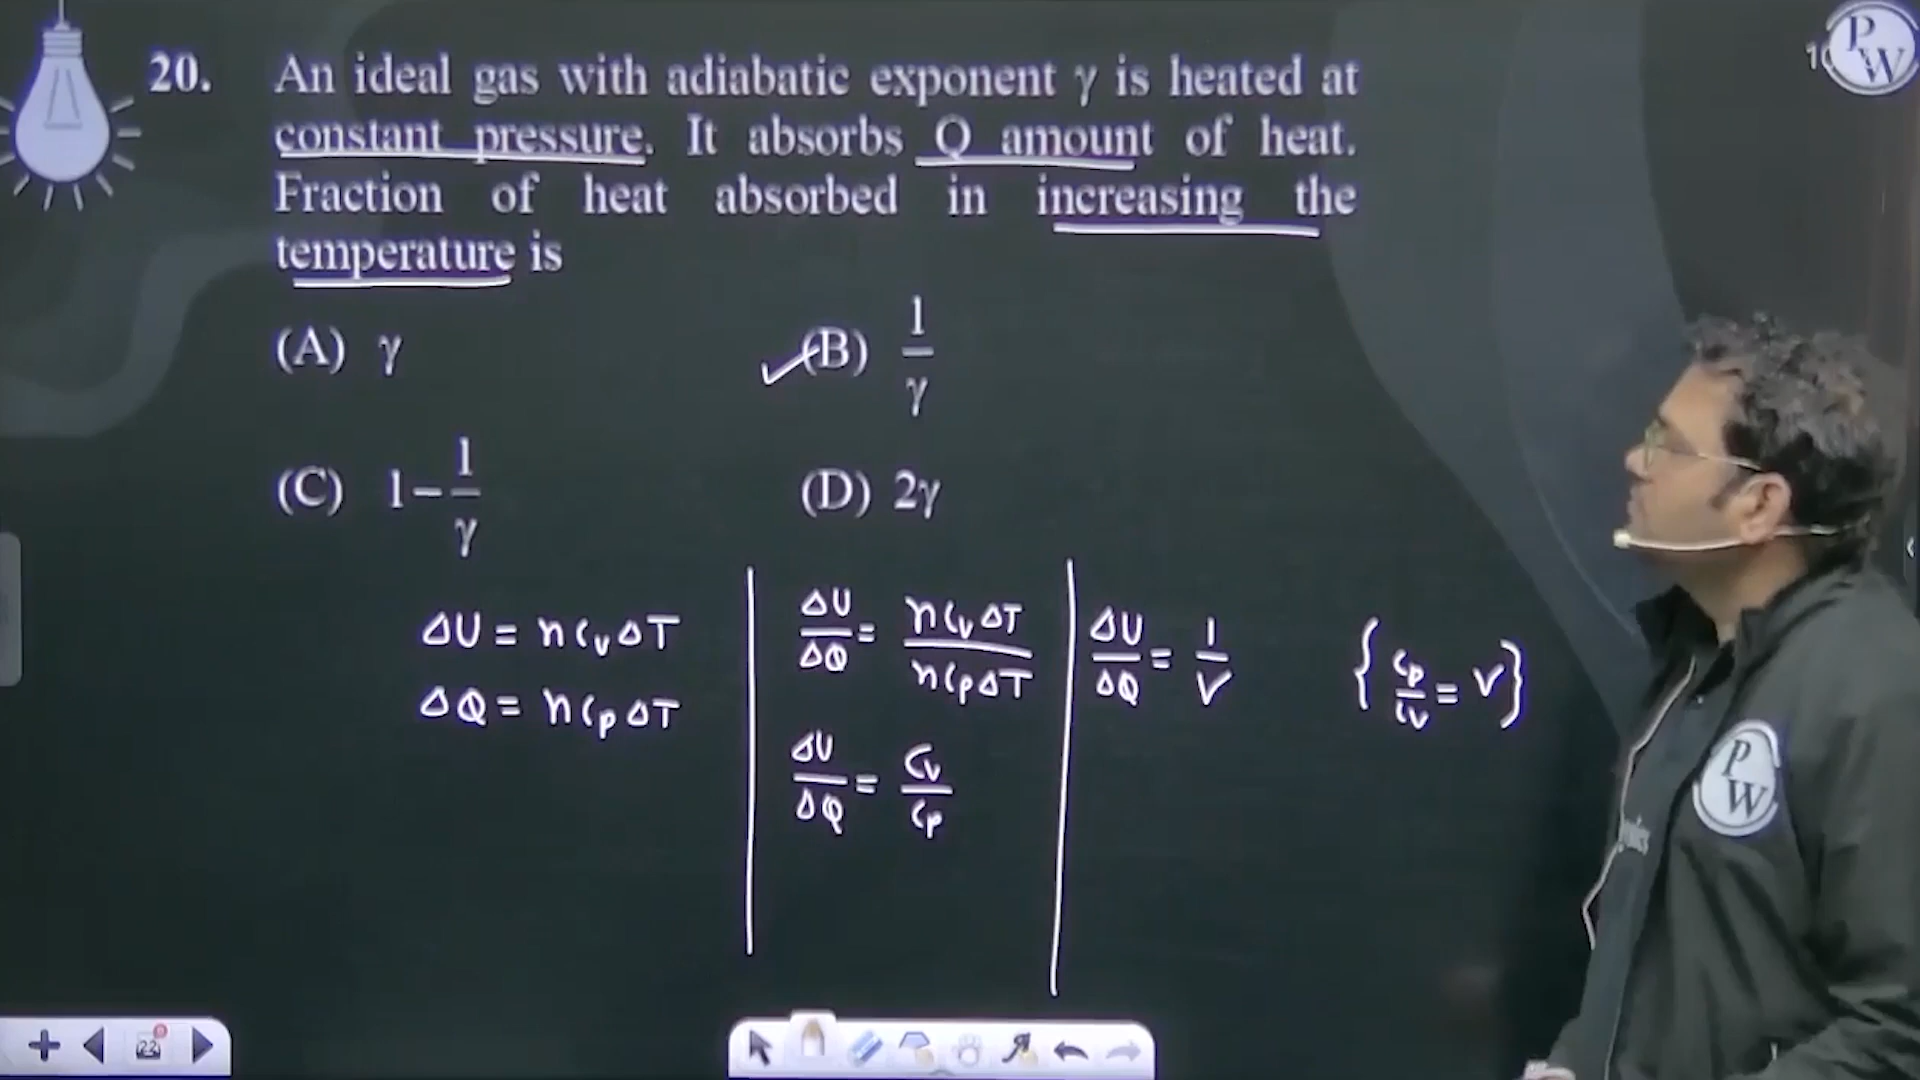 20. An ideal gas with adiabatic exponent γ is heated at
constant pressure. It absorbs Q amount of heat.
Fraction of heat absorbed in increasing the
temperature is
(A) γ
(B) 1/γ
(C) 1 − 1/γ
(D) 2γ
ΔU = nCvΔT
ΔQ = nCpΔT
ΔU/ΔQ = nCvΔT/nCpΔT
ΔU/ΔQ = Cv/Cp
ΔU/ΔQ = 1/γ
{Cp/Cv = γ}
PW
PW
22